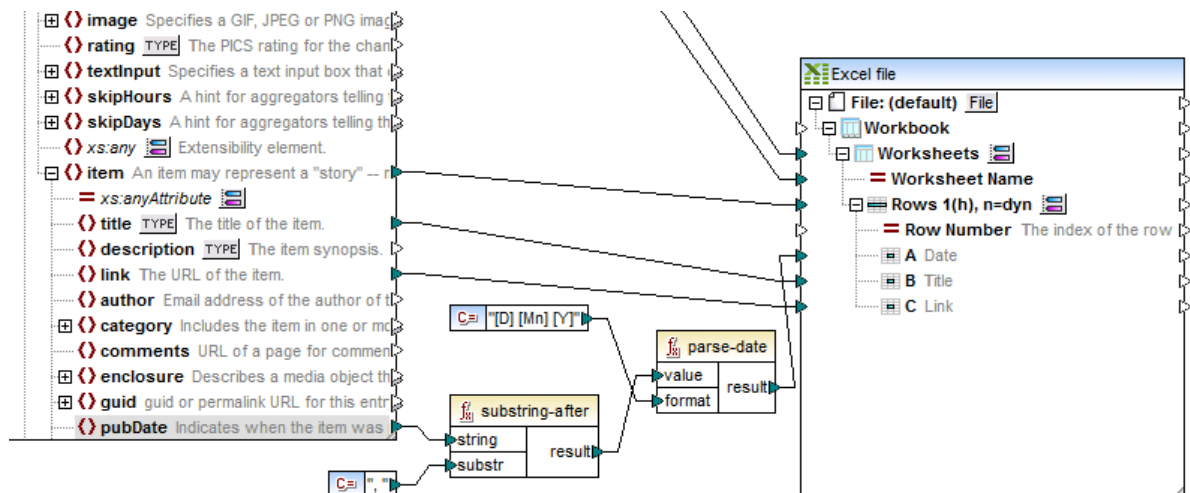 image Specifies a GIF, JPEG or PNG imag
rating TYPE The PICS rating for the chan
textInput Specifies a text input box that
skipHours A hint for aggregators telling
skipDays A hint for aggregators telling th
xs:any Extensibility element.
item An item may represent a "story" --
= xs:anyAttribute
title TYPE The title of the item.
description TYPE The item synopsis.
link The URL of the item.
author Email address of the author of t
category Includes the item in one or mo
comments URL of a page for commen
enclosure Describes a media object th
guid guid or permalink URL for this entr
pubDate Indicates when the item was
C= "[D] [Mn] [Y]"
substring-after
string
substr
result
C= ", "
parse-date
value
format
result
Excel file
File: (default) File
Workbook
Worksheets
= Worksheet Name
Rows 1(h), n=dyn
= Row Number The index of the row
A Date
B Title
C Link